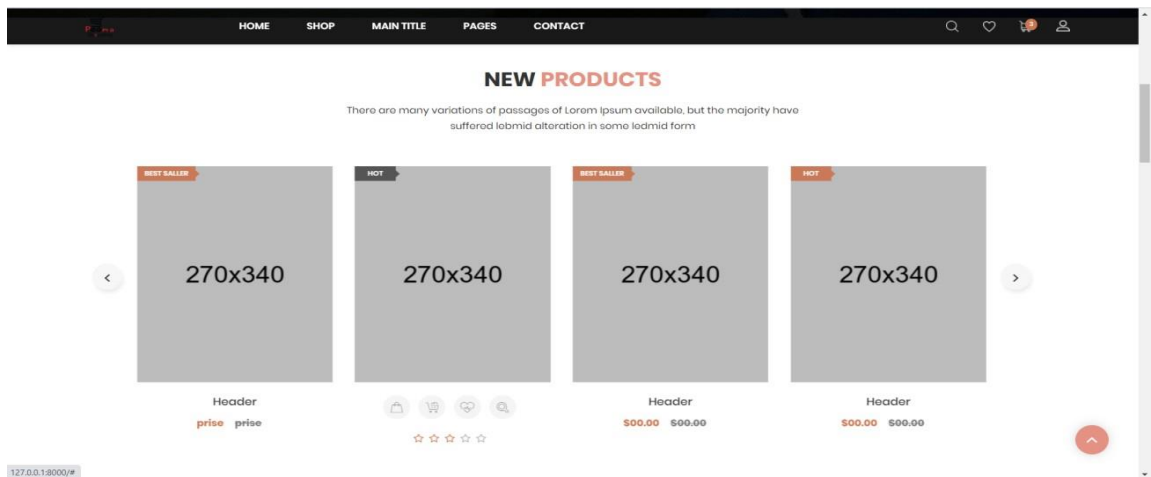 HOME SHOP MAIN TITLE PAGES CONTACT 3
NEW PRODUCTS
There are many variations of passages of Lorem Ipsum available, but the majority have
suffered lebmid alteration in some ledmid form
BEST SALLER HOT BEST SALLER HOT
270x340 270x340 270x340 270x340
Header Header Header
prise prise $00.00 $00.00 $00.00 $00.00
127.0.0.1:8000/#